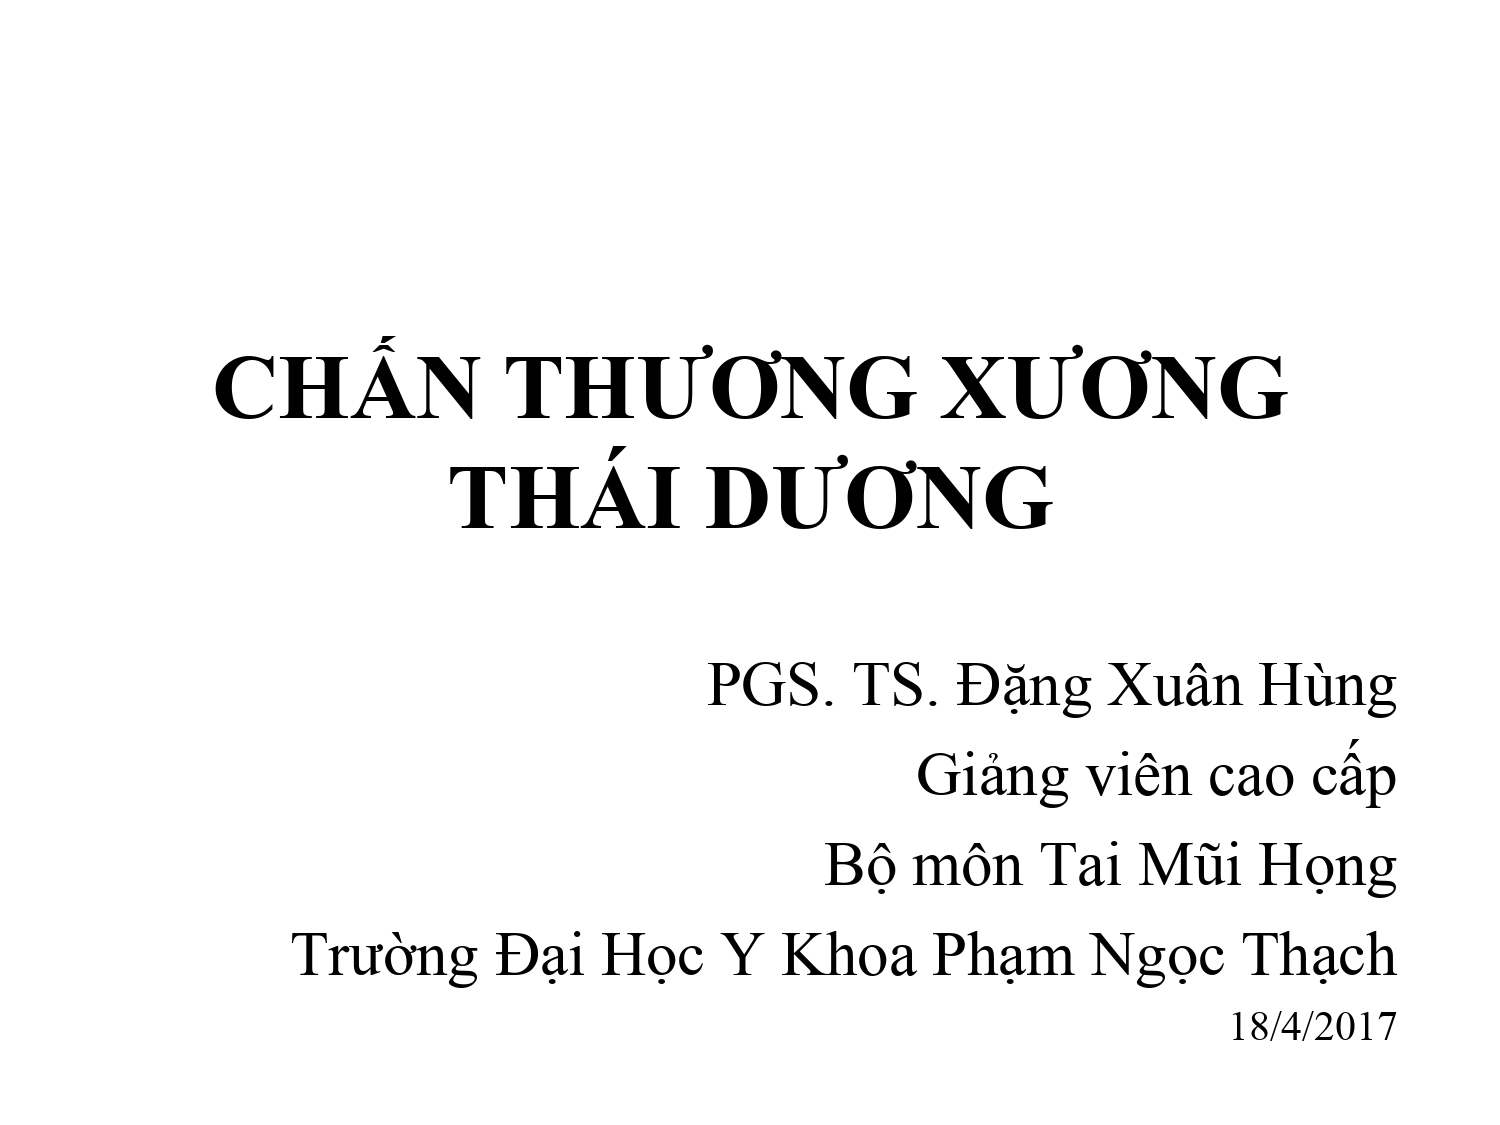 CHẤN THƯƠNG XƯƠNG
THÁI DƯƠNG
PGS. TS. Đặng Xuân Hùng
Giảng viên cao cấp
Bộ môn Tai Mũi Họng
Trường Đại Học Y Khoa Phạm Ngọc Thạch
18/4/2017